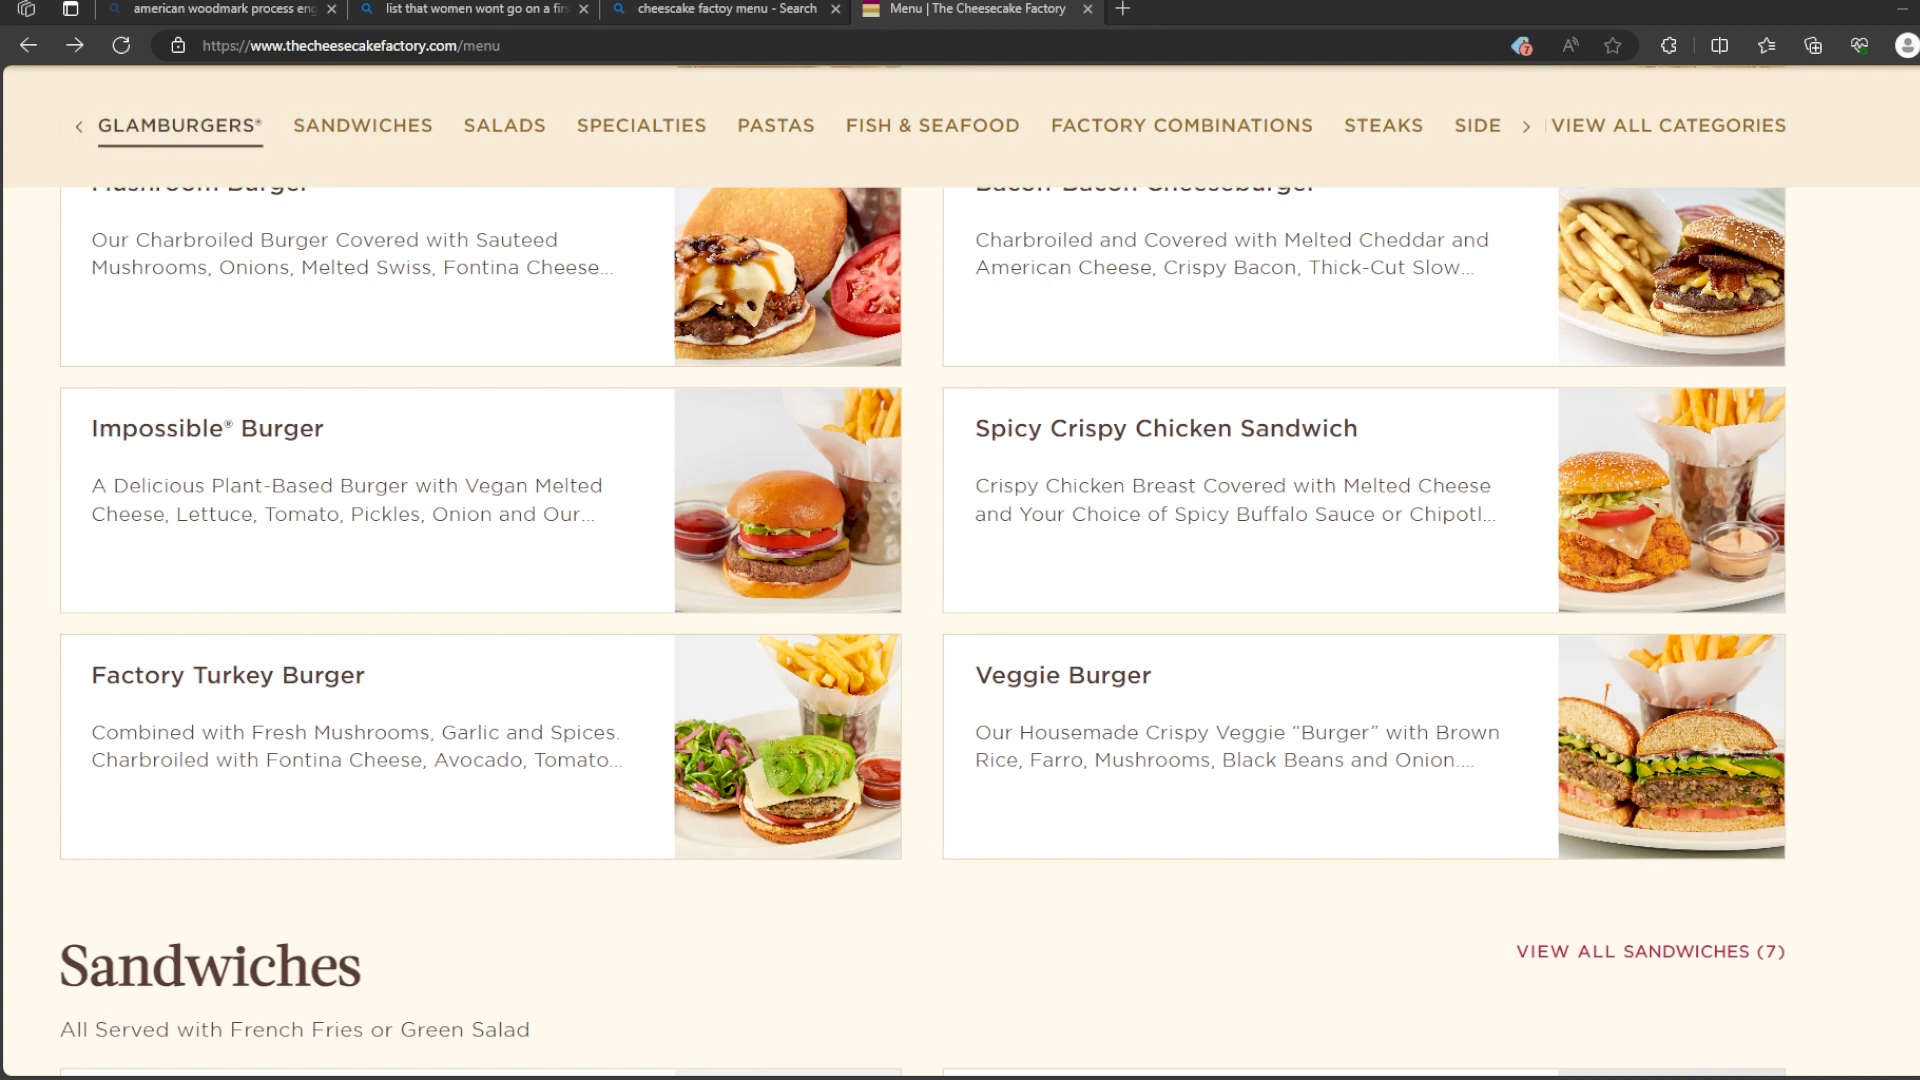 american woodmark process eng
list that women wont go on a firs
cheescake factoy menu - Search
Menu | The Cheesecake Factory
https://www.thecheesecakefactory.com/menu
7
GLAMBURGERS®
SANDWICHES
SALADS
SPECIALTIES
PASTAS
FISH & SEAFOOD
FACTORY COMBINATIONS
STEAKS
SIDE
VIEW ALL CATEGORIES
Mushroom Burger
Our Charbroiled Burger Covered with Sauteed
Mushrooms, Onions, Melted Swiss, Fontina Cheese...
Bacon-Bacon Cheeseburger
Charbroiled and Covered with Melted Cheddar and
American Cheese, Crispy Bacon, Thick-Cut Slow...
Impossible® Burger
A Delicious Plant-Based Burger with Vegan Melted
Cheese, Lettuce, Tomato, Pickles, Onion and Our...
Spicy Crispy Chicken Sandwich
Crispy Chicken Breast Covered with Melted Cheese
and Your Choice of Spicy Buffalo Sauce or Chipotl...
Factory Turkey Burger
Combined with Fresh Mushrooms, Garlic and Spices.
Charbroiled with Fontina Cheese, Avocado, Tomato...
Veggie Burger
Our Housemade Crispy Veggie “Burger” with Brown
Rice, Farro, Mushrooms, Black Beans and Onion....
Sandwiches
VIEW ALL SANDWICHES (7)
All Served with French Fries or Green Salad